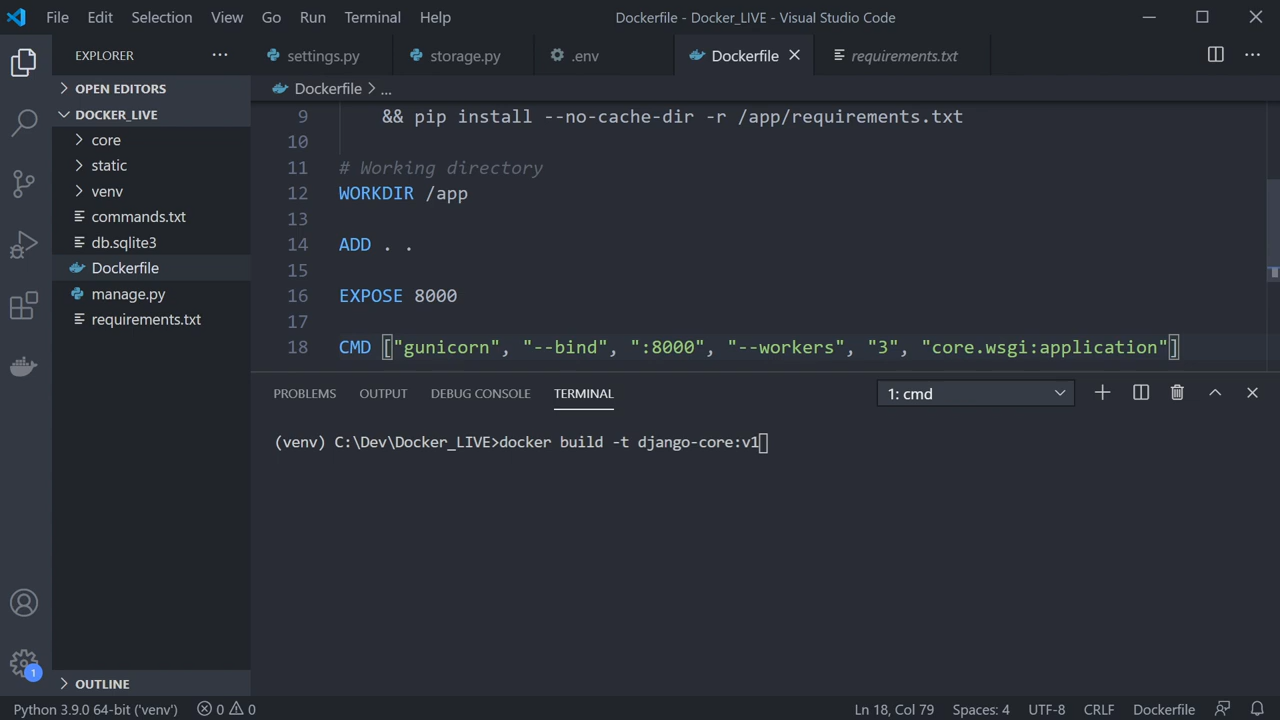 File Edit Selection View Go Run Terminal Help
Dockerfile - Docker_LIVE - Visual Studio Code
EXPLORER ...
settings.py
storage.py
.env
Dockerfile
requirements.txt
OPEN EDITORS
DOCKER_LIVE
core
static
venv
commands.txt
db.sqlite3
Dockerfile
manage.py
requirements.txt
OUTLINE
Dockerfile > ...
9 && pip install --no-cache-dir -r /app/requirements.txt
10
11 # Working directory
12 WORKDIR /app
13
14 ADD . .
15
16 EXPOSE 8000
17
18 CMD ["gunicorn", "--bind", ":8000", "--workers", "3", "core.wsgi:application"]
PROBLEMS OUTPUT DEBUG CONSOLE TERMINAL
1: cmd
(venv) C:\Dev\Docker_LIVE>docker build -t django-core:v1
1
Python 3.9.0 64-bit ('venv') 0 0
Ln 18, Col 79 Spaces: 4 UTF-8 CRLF Dockerfile